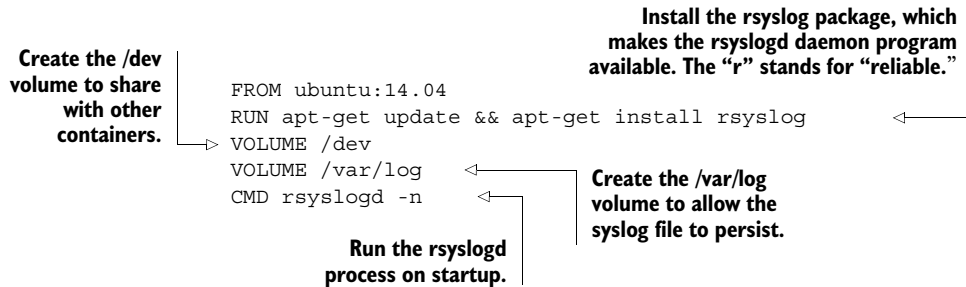 Install the rsyslog package, which
makes the rsyslogd daemon program
available. The “r” stands for “reliable.”
Create the /dev
volume to share
with other
containers.
FROM ubuntu:14.04
RUN apt-get update && apt-get install rsyslog
VOLUME /dev
VOLUME /var/log
CMD rsyslogd -n
Create the /var/log
volume to allow the
syslog file to persist.
Run the rsyslogd
process on startup.